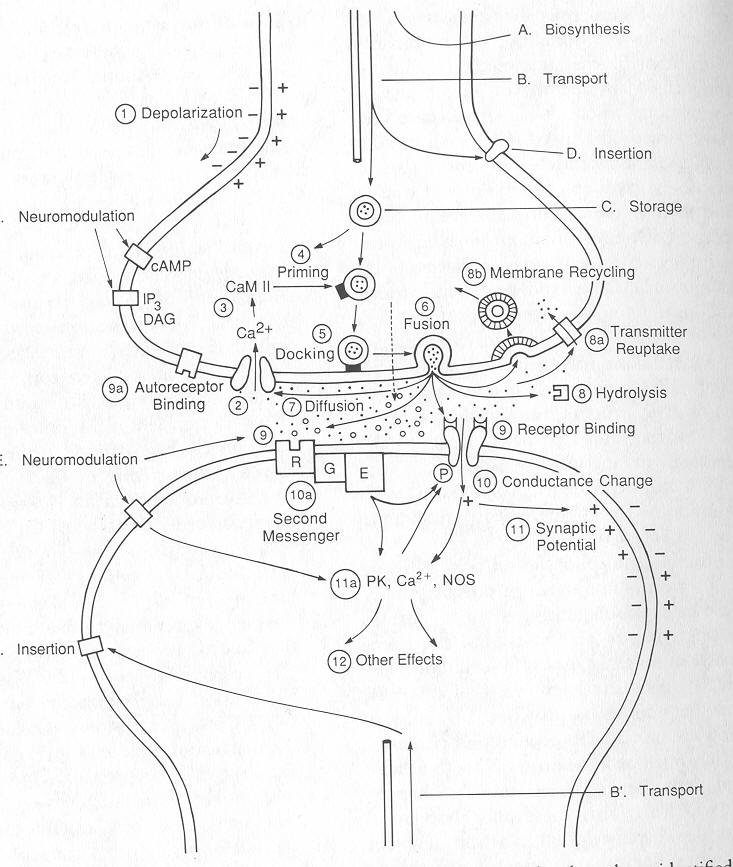 A. Biosynthesis
B. Transport
− +
① Depolarization − +
− +
− +
− +
D. Insertion
. Neuromodulation
C. Storage
④
Priming
8b Membrane Recycling
cAMP
CaM II
⑥
Fusion
IP3
DAG
③
Ca2+
⑤
Docking
8a Transmitter
Reuptake
9a Autoreceptor
Binding
②
⑦ Diffusion
⑧ Hydrolysis
⑨
⑨ Receptor Binding
E. Neuromodulation
R
G
E
P
⑩ Conductance Change
10a
Second
Messenger
+
+ −
⑪ Synaptic
Potential
+ −
+ −
− +
− +
− +
11a PK, Ca2+, NOS
. Insertion
⑫ Other Effects
B'. Transport
identified